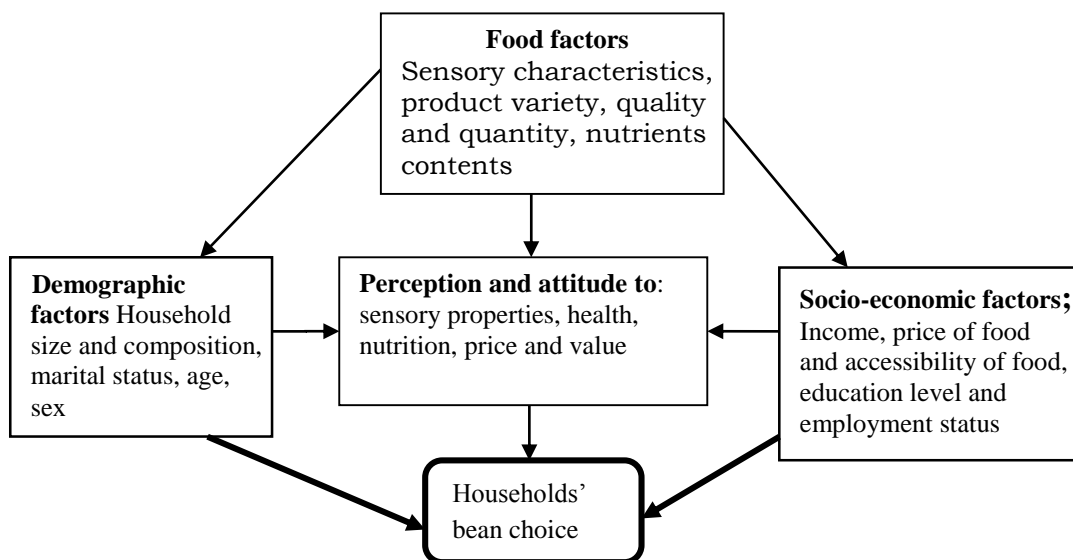 Food factors
Sensory characteristics,
product variety, quality
and quantity, nutrients
contents
Demographic
factors Household
size and composition,
marital status, age,
sex
Perception and attitude to:
sensory properties, health,
nutrition, price and value
Socio-economic factors;
Income, price of food
and accessibility of food,
education level and
employment status
Households’
bean choice